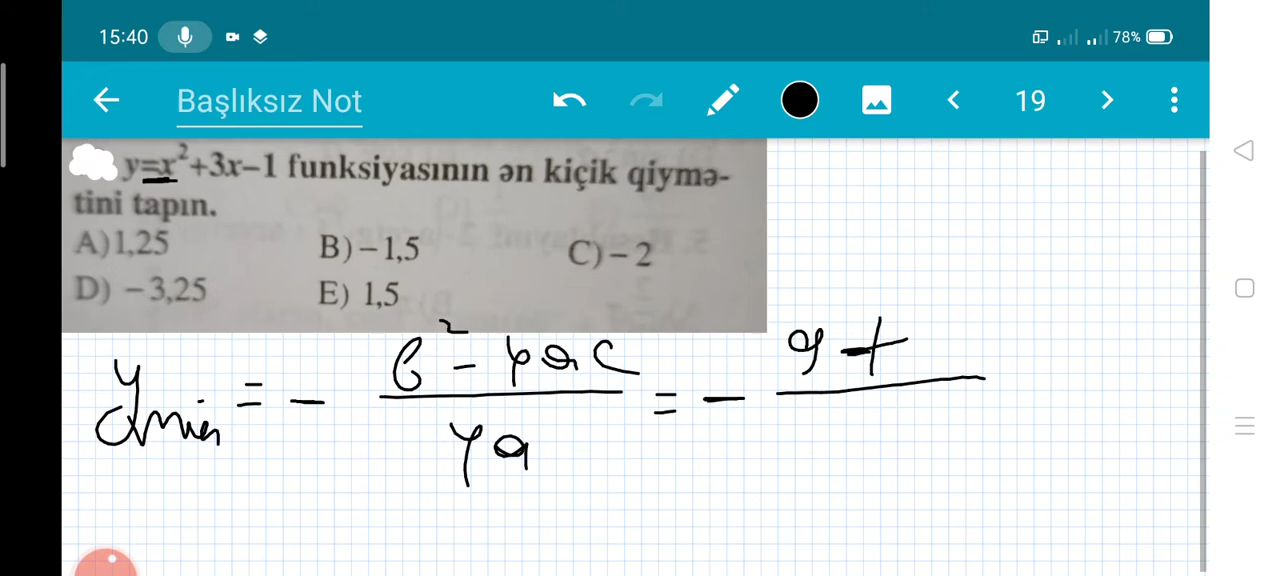 15:40 78%
Başlıksız Not 19
y=x²+3x−1 funksiyasının ən kiçik qiymə-
tini tapın.
A) 1,25 B) −1,5 C) −2
D) −3,25 E) 1,5
y min = − (b² − 4ac) / (4a) = − (9 +